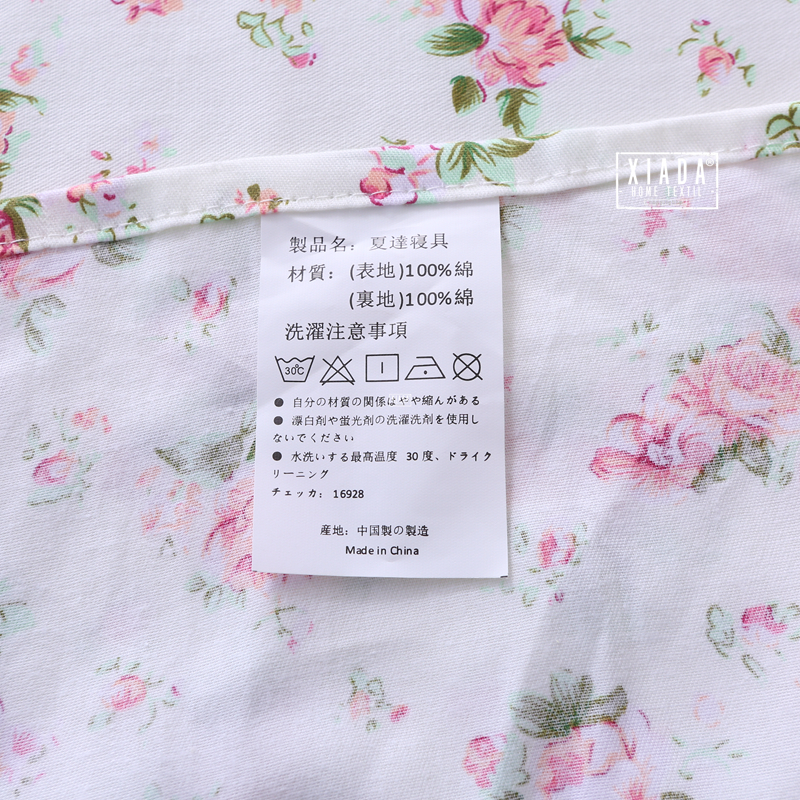 XIADA®
HOME TEXTIL
製品名：夏達寝具
材質：(表地)100%綿
(裏地)100%綿
洗濯注意事項
30℃
● 自分の材質の関係はやや縮んがある
● 漂白剤や蛍光剤の洗濯洗剤を使用し
ないでください
● 水洗いする最高温度 30 度、ドライク
リーニング
チェッカ：16928
産地：中国製の製造
Made in China